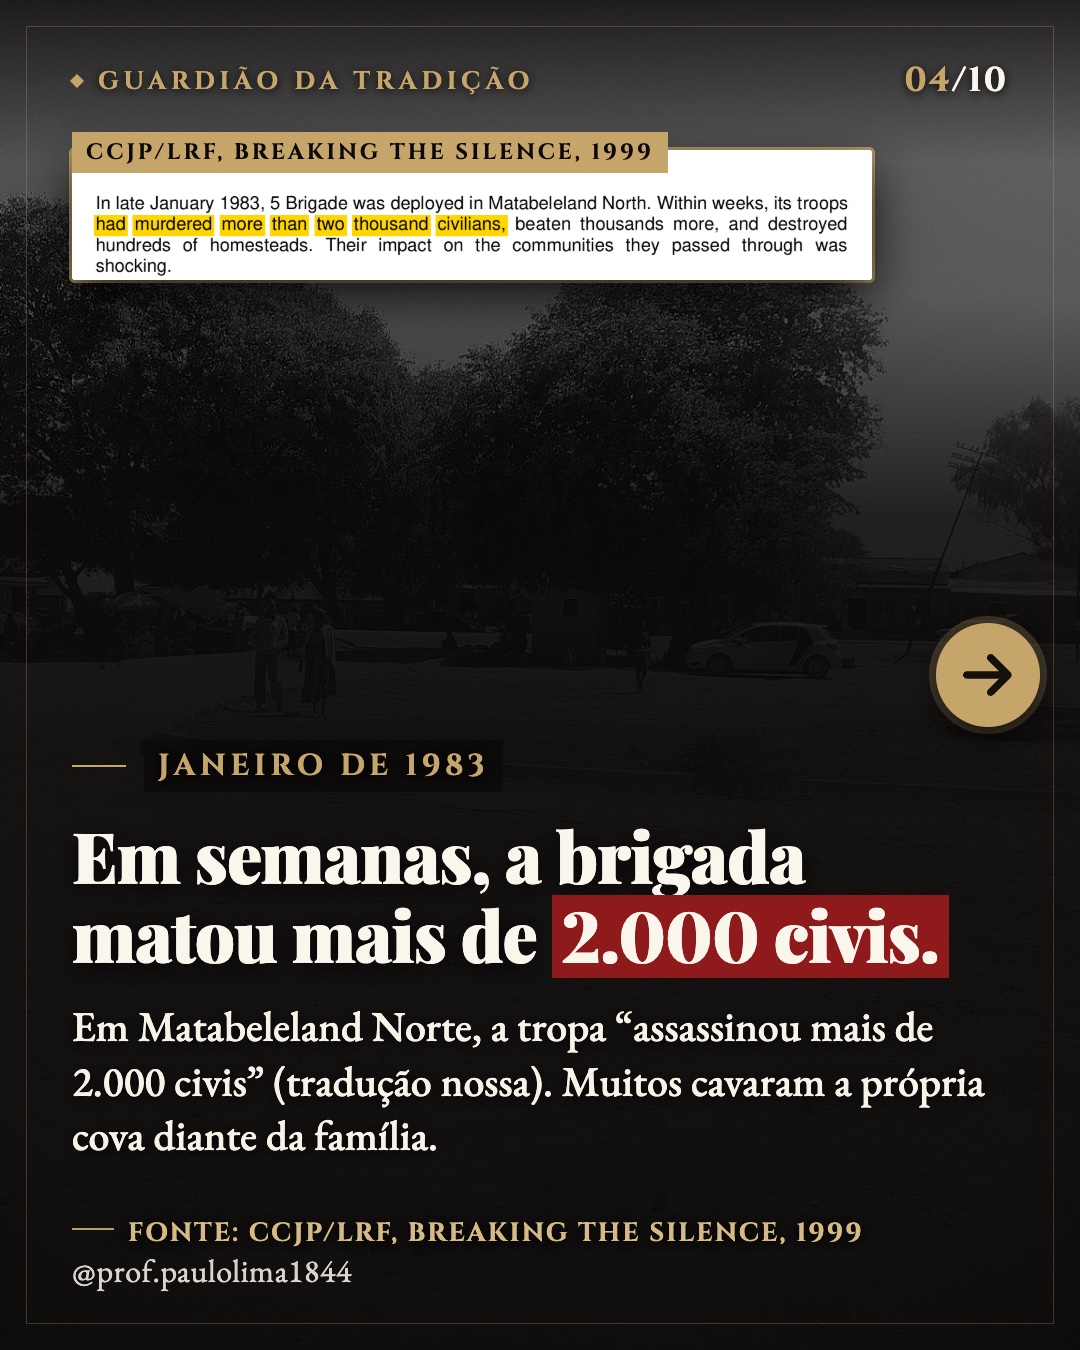 GUARDIÃO DA TRADIÇÃO
04/10
CCJP/LRF, BREAKING THE SILENCE, 1999
In late January 1983, 5 Brigade was deployed in Matabeleland North. Within weeks, its troops
had murdered more than two thousand civilians, beaten thousands more, and destroyed
hundreds of homesteads. Their impact on the communities they passed through was
shocking.
JANEIRO DE 1983
Em semanas, a brigada
matou mais de 2.000 civis.
Em Matabeleland Norte, a tropa “assassinou mais de
2.000 civis” (tradução nossa). Muitos cavaram a própria
cova diante da família.
FONTE: CCJP/LRF, BREAKING THE SILENCE, 1999
@prof.paulolima1844